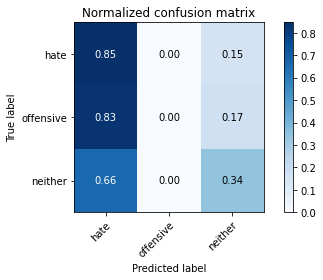 Normalized confusion matrix
True label
hate
offensive
neither
0.85 0.00 0.15
0.83 0.00 0.17
0.66 0.00 0.34
hate
offensive
neither
Predicted label
0.8
0.7
0.6
0.5
0.4
0.3
0.2
0.1
0.0